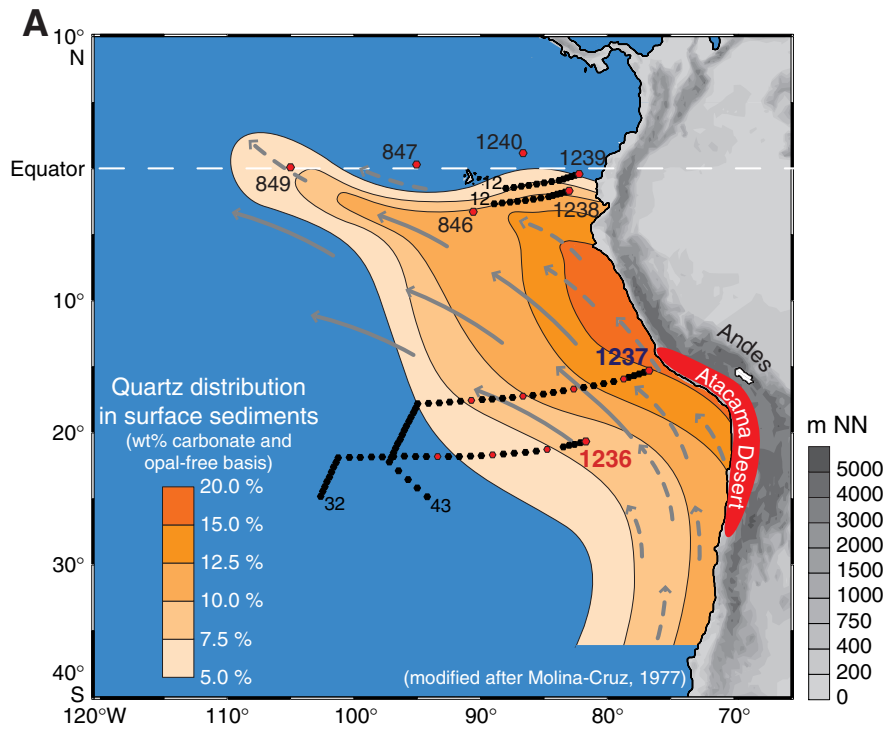 A
10°
N
Equator
10°
20°
30°
40°
S
120°W
100°
90°
80°
70°
849
847
1240
1239
12
12
846
1238
1237
1236
32
43
Andes
Atacama Desert
Quartz distribution
in surface sediments
(wt% carbonate and
opal-free basis)
20.0 %
15.0 %
12.5 %
10.0 %
7.5 %
5.0 %
(modified after Molina-Cruz, 1977)
m NN
5000
4000
3000
2000
1500
1000
750
400
200
0